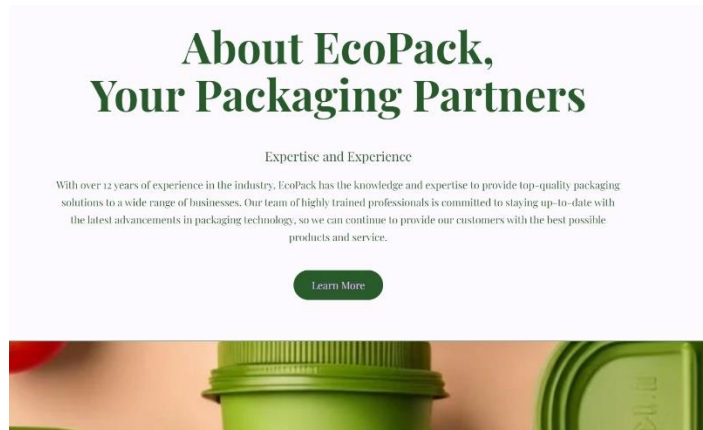 About EcoPack,
Your Packaging Partners
Expertise and Experience
With over 12 years of experience in the industry, EcoPack has the knowledge and expertise to provide top-quality packaging
solutions to a wide range of businesses. Our team of highly trained professionals is committed to staying up-to-date with
the latest advancements in packaging technology, so we can continue to provide our customers with the best possible
products and service.
Learn More